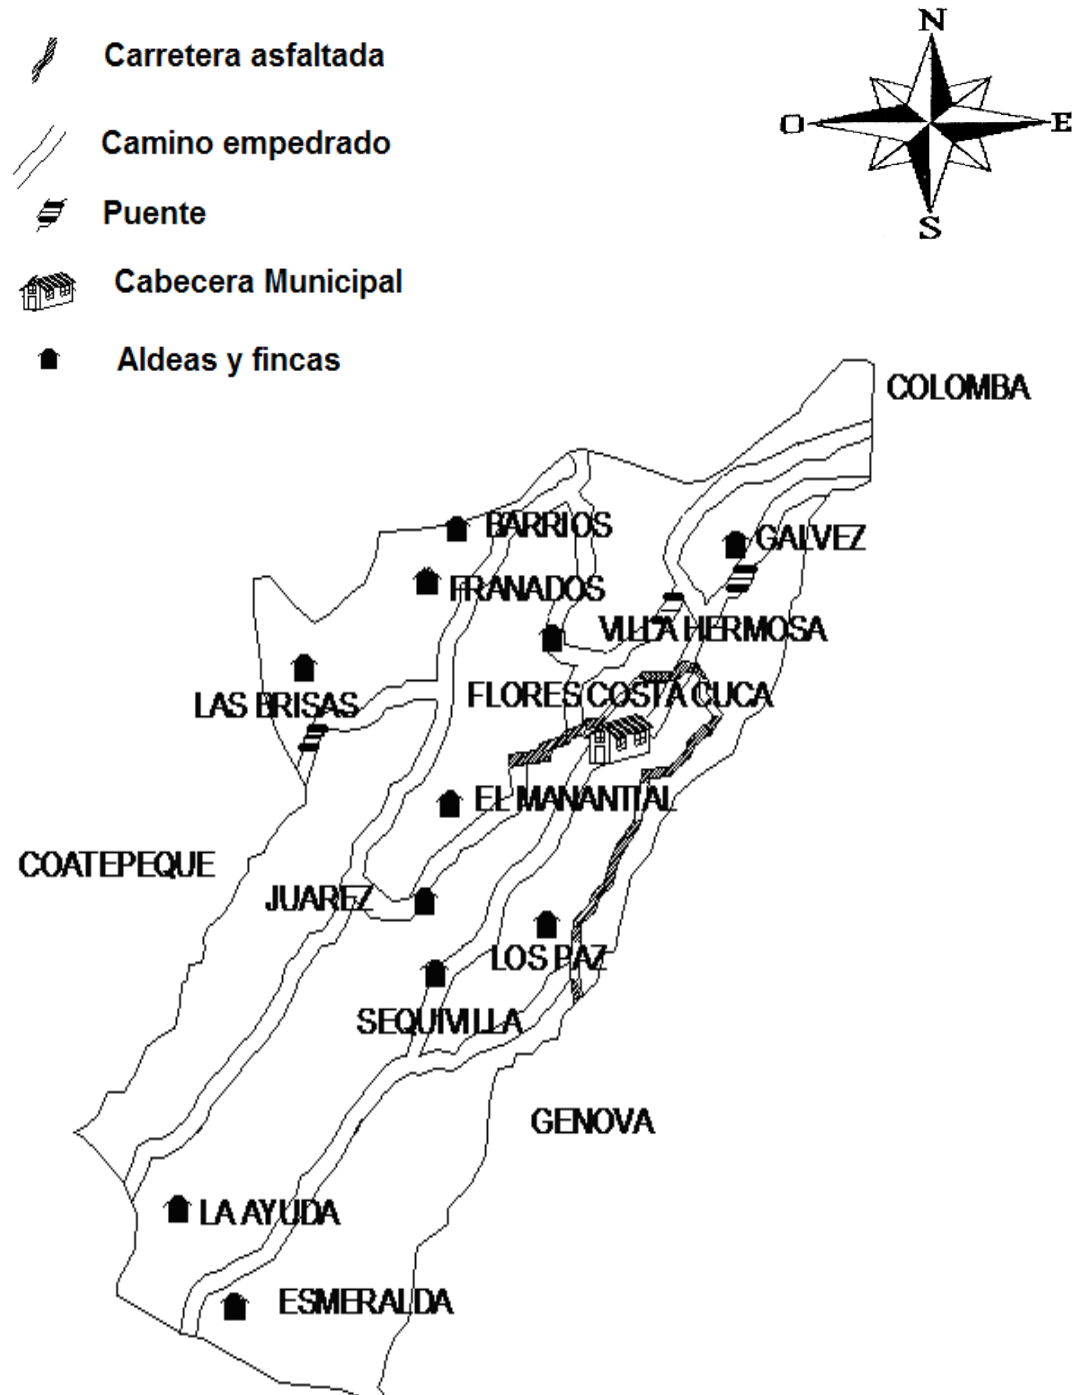 N
Carretera asfaltada
O
E
Camino empedrado
Puente
S
Cabecera Municipal
Aldeas y fincas
COLOMBA
BARRIOS
GALVEZ
FRANADOS
VILLA HERMOSA
FLORES COSTA CUCA
LAS BRISAS
EL MANANTIAL
COATEPEQUE
JUAREZ
LOS PAZ
SEQUIVILLA
GENOVA
LA AYUDA
ESMERALDA